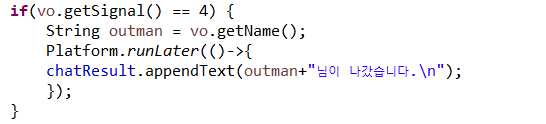 if(vo.getSignal() == 4) {
    String outman = vo.getName();
    Platform.runLater(()->{
    chatResult.appendText(outman+"님이 나갔습니다.\n");
    });
}